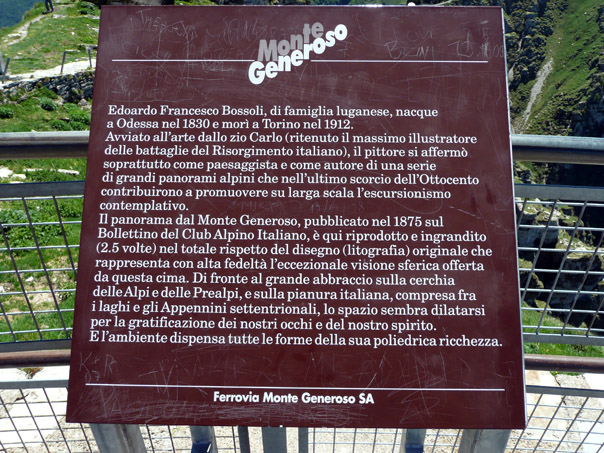 Monte
Generoso
Edoardo Francesco Bossoli, di famiglia luganese, nacque
a Odessa nel 1830 e morì a Torino nel 1912.
Avviato all'arte dallo zio Carlo (ritenuto il massimo illustratore
delle battaglie del Risorgimento italiano), il pittore si affermò
soprattutto come paesaggista e come autore di una serie
di grandi panorami alpini che nell'ultimo scorcio dell'Ottocento
contribuirono a promuovere su larga scala l'escursionismo
contemplativo.
Il panorama dal Monte Generoso, pubblicato nel 1875 sul
Bollettino del Club Alpino Italiano, è qui riprodotto e ingrandito
(2.5 volte) nel totale rispetto del disegno (litografia) originale che
rappresenta con alta fedeltà l'eccezionale visione sferica offerta
da questa cima. Di fronte al grande abbraccio sulla cerchia
delle Alpi e delle Prealpi, e sulla pianura italiana, compresa fra
i laghi e gli Appennini settentrionali, lo spazio sembra dilatarsi
per la gratificazione dei nostri occhi e del nostro spirito.
E l'ambiente dispensa tutte le forme della sua poliedrica ricchezza.
Ferrovia Monte Generoso SA